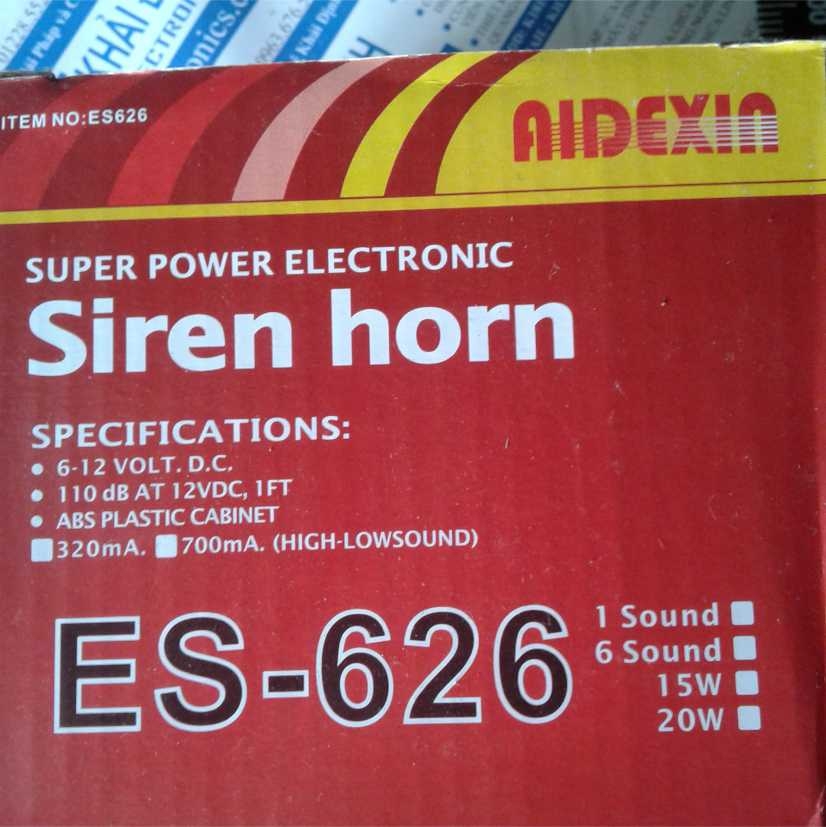 KHẢI
ITEM NO:ES626
AIDEXIN
SUPER POWER ELECTRONIC
Siren horn
SPECIFICATIONS:
• 6-12 VOLT. D.C.
• 110 dB AT 12VDC, 1FT
• ABS PLASTIC CABINET
320mA. 700mA. (HIGH-LOWSOUND)
ES-626
1 Sound
6 Sound
15W
20W